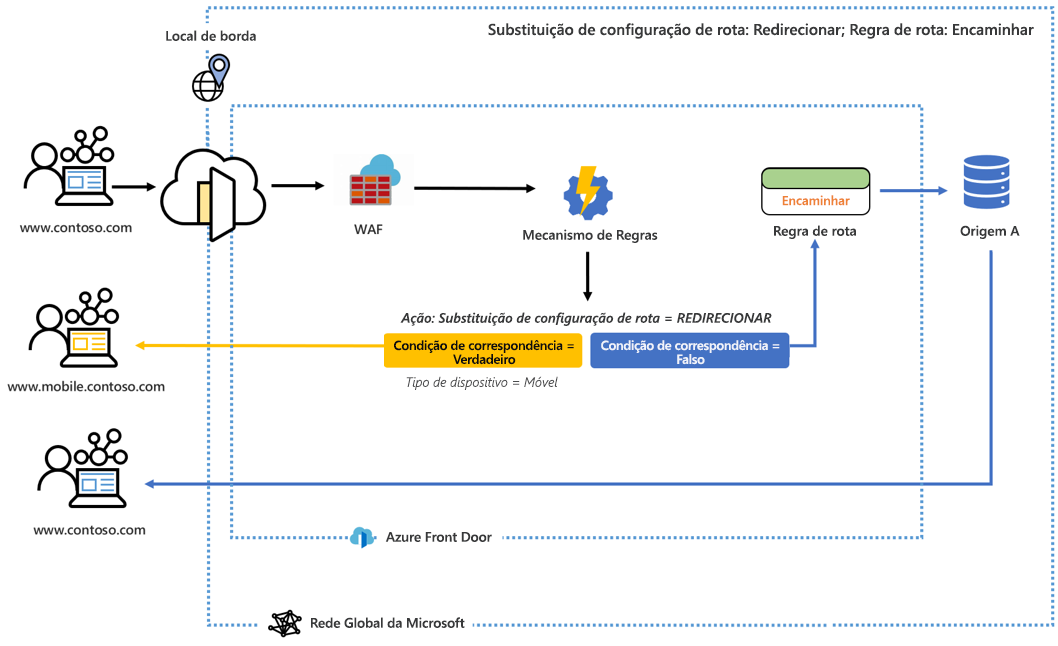 Substituição de configuração de rota: Redirecionar; Regra de rota: Encaminhar
Local de borda
www.contoso.com
WAF
Mecanismo de Regras
Encaminhar
Regra de rota
Origem A
Ação: Substituição de configuração de rota = REDIRECIONAR
Condição de correspondência =
Verdadeiro
Condição de correspondência =
Falso
Tipo de dispositivo = Móvel
www.mobile.contoso.com
www.contoso.com
Azure Front Door
Rede Global da Microsoft